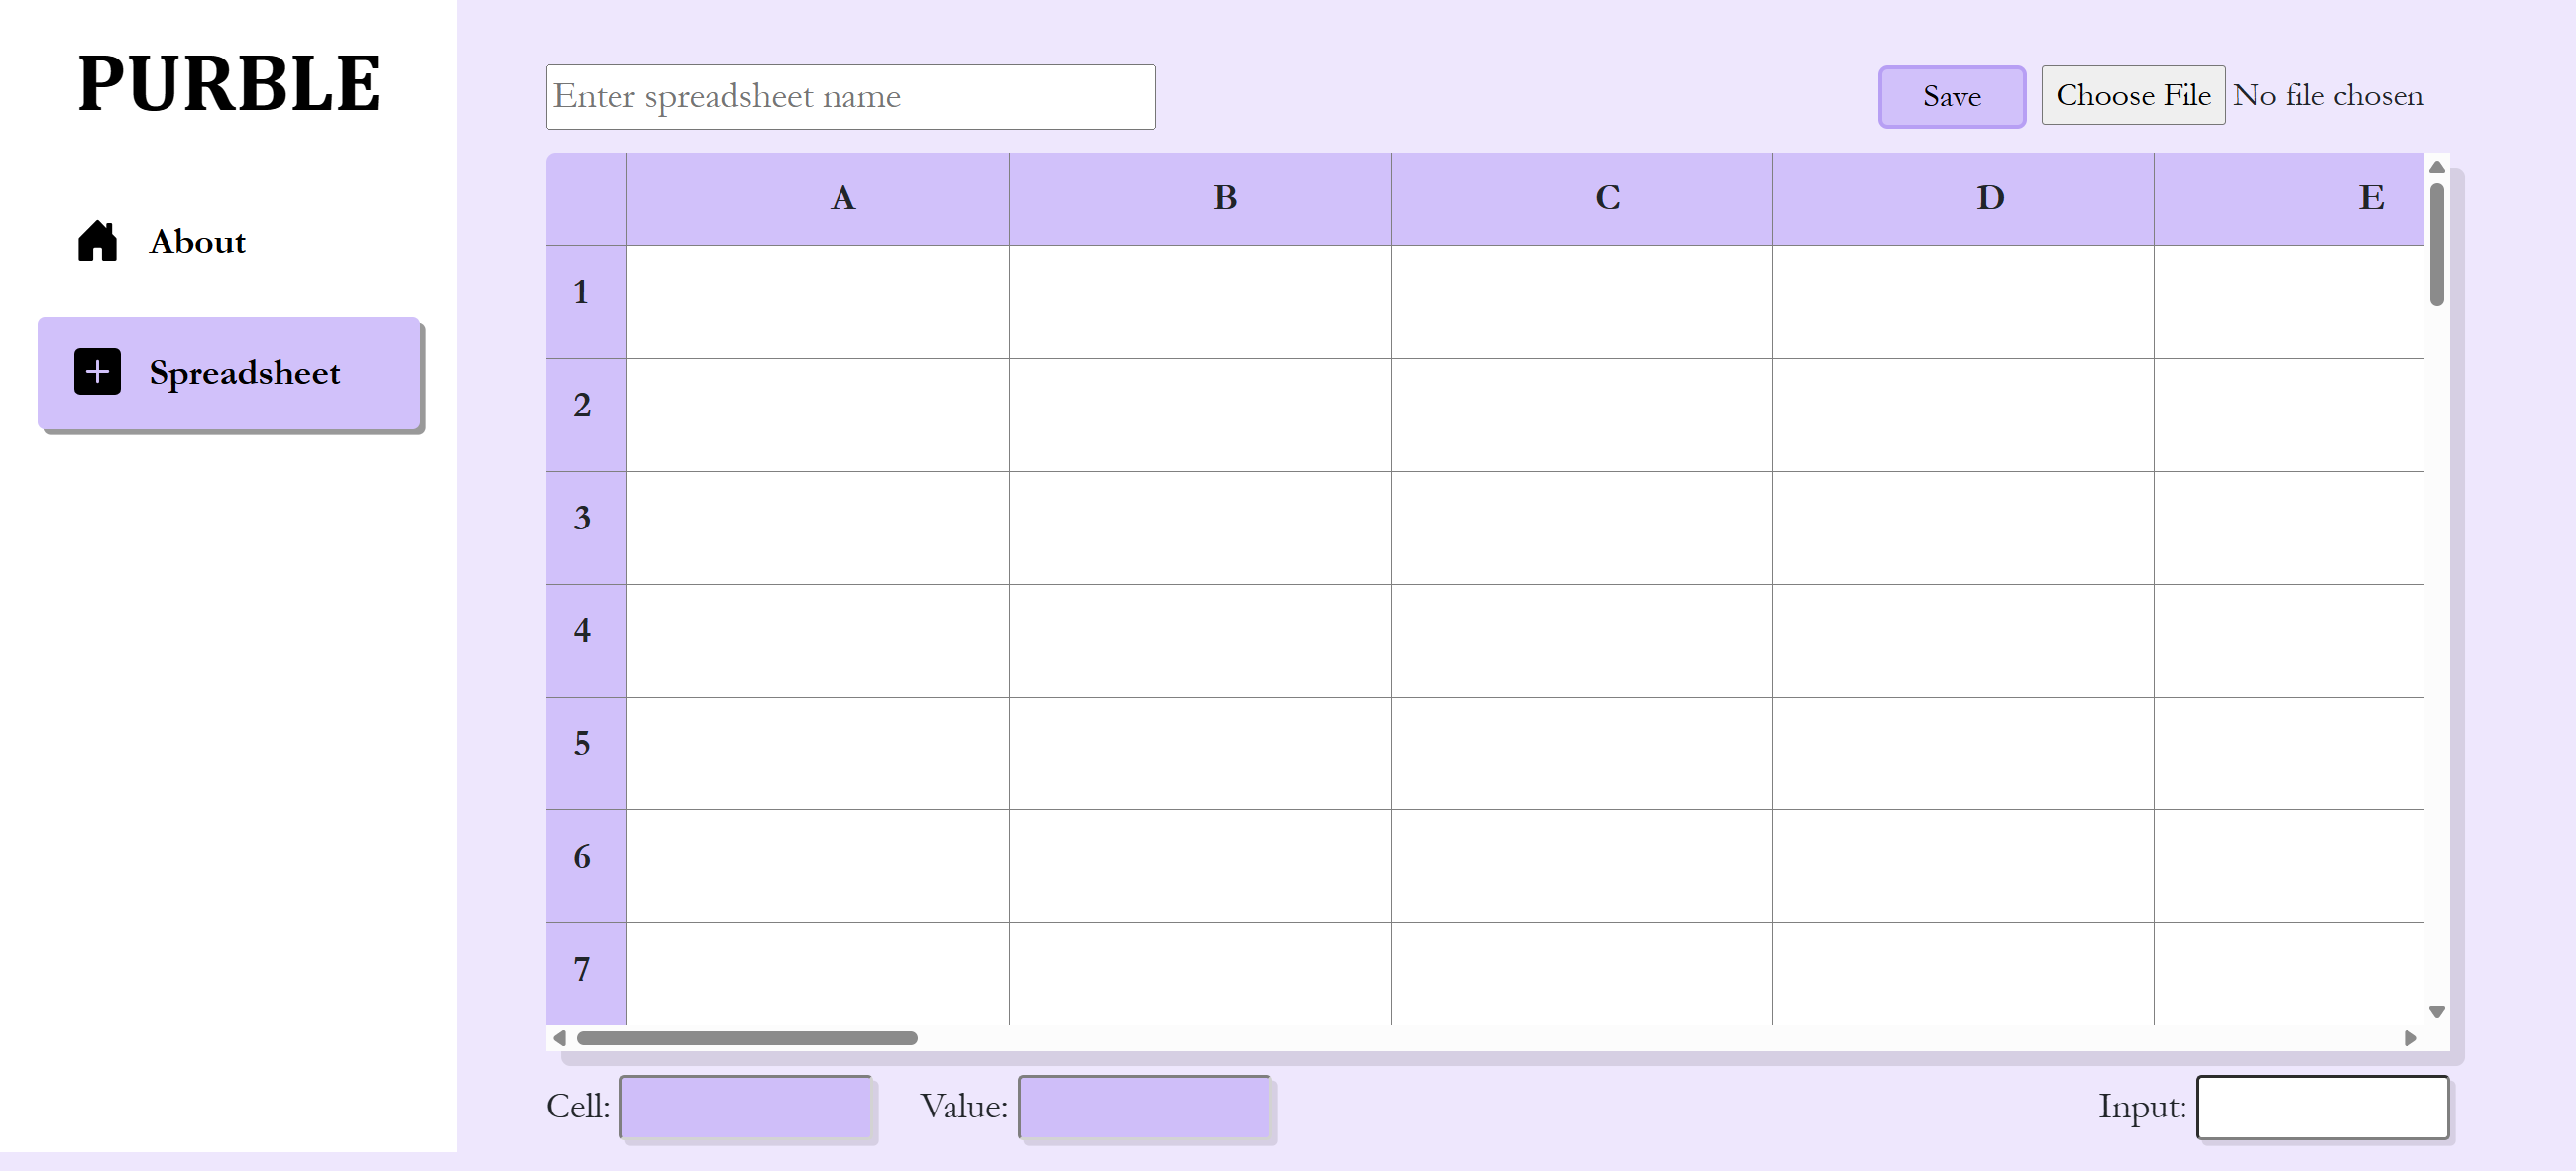 PURBLE
About
Spreadsheet
Enter spreadsheet name
Save Choose File No file chosen
A B C D E
1
2
3
4
5
6
7
Cell: Value: Input: